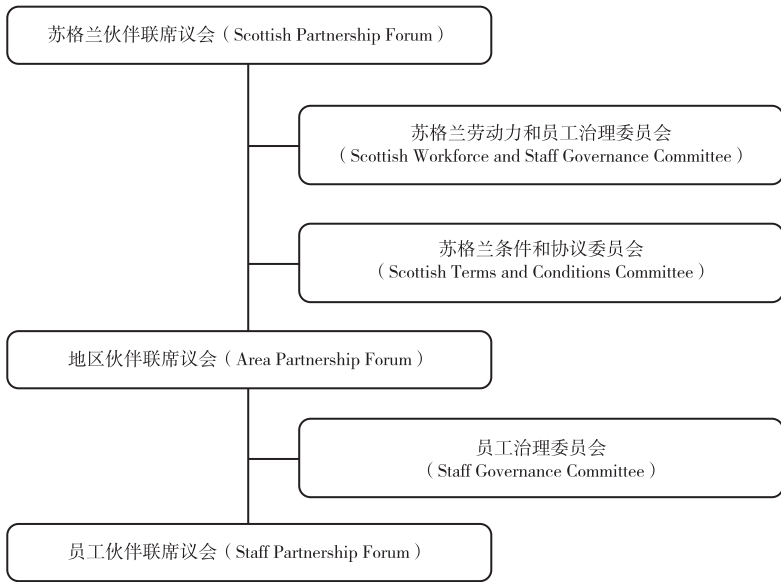 苏格兰伙伴联席议会（Scottish Partnership Forum）
苏格兰劳动力和员工治理委员会
（Scottish Workforce and Staff Governance Committee）
苏格兰条件和协议委员会
（Scottish Terms and Conditions Committee）
地区伙伴联席议会（Area Partnership Forum）
员工治理委员会
（Staff Governance Committee）
员工伙伴联席议会（Staff Partnership Forum）